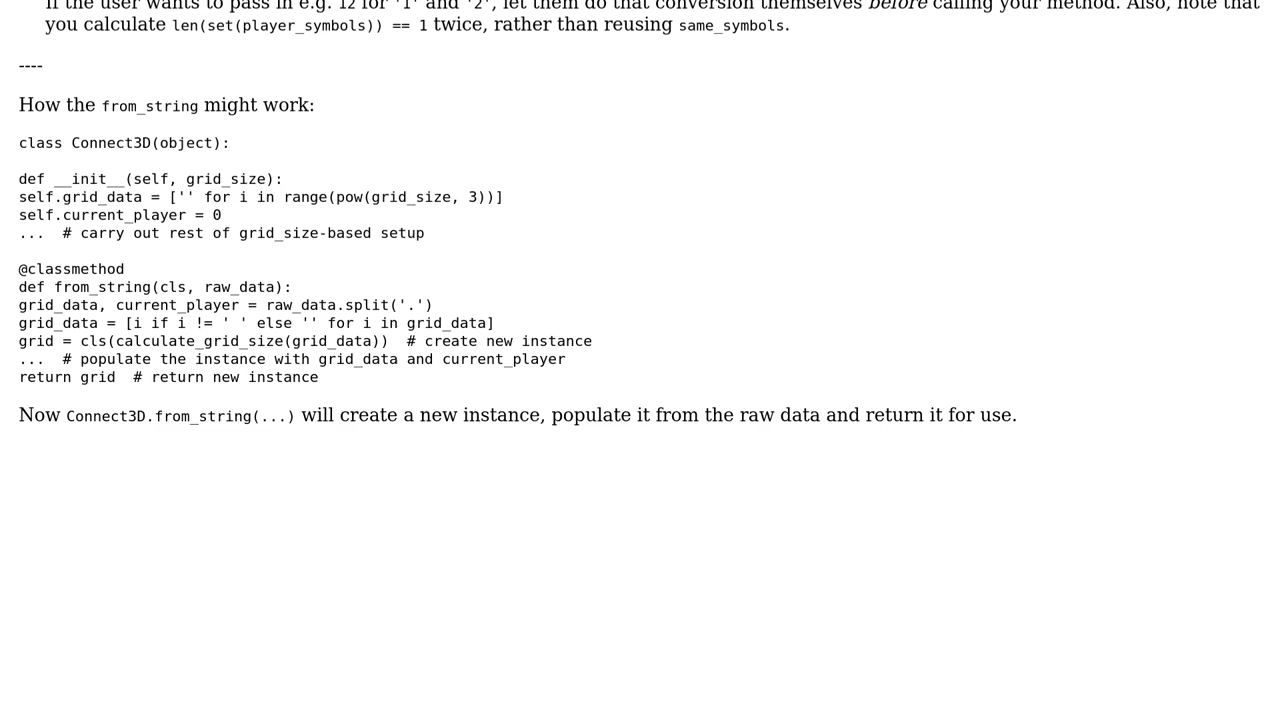 If the user wants to pass in e.g. 12 for '1' and '2', let them do that conversion themselves before calling your method. Also, note that
you calculate len(set(player_symbols)) == 1 twice, rather than reusing same_symbols.
----
How the from_string might work:
class Connect3D(object):
def __init__(self, grid_size):
self.grid_data = ['' for i in range(pow(grid_size, 3))]
self.current_player = 0
...  # carry out rest of grid_size-based setup
@classmethod
def from_string(cls, raw_data):
grid_data, current_player = raw_data.split('.')
grid_data = [i if i != ' ' else '' for i in grid_data]
grid = cls(calculate_grid_size(grid_data))  # create new instance
...  # populate the instance with grid_data and current_player
return grid  # return new instance
Now Connect3D.from_string(...) will create a new instance, populate it from the raw data and return it for use.